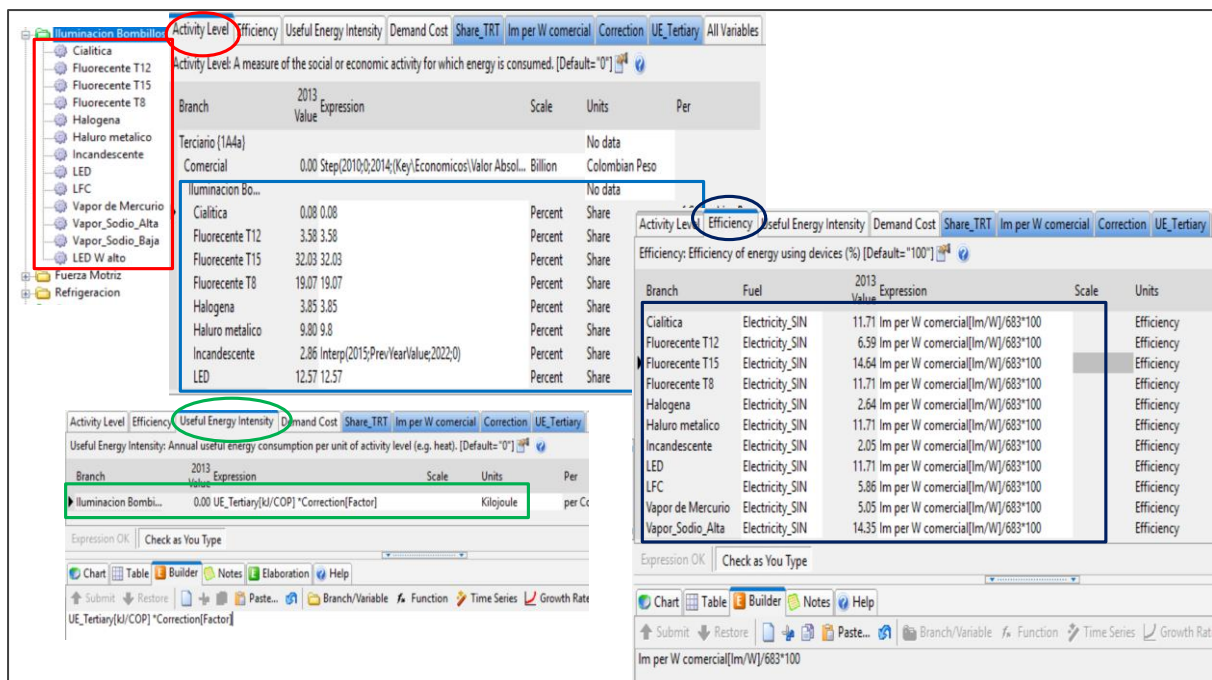 Iluminacion Bombillos
Cialitica
Fluorecente T12
Fluorecente T15
Fluorecente T8
Halogena
Haluro metalico
Incandescente
LED
LFC
Vapor de Mercurio
Vapor_Sodio_Alta
Vapor_Sodio_Baja
LED W alto
Fuerza Motriz
Refrigeracion
Activity Level Efficiency Useful Energy Intensity Demand Cost Share_TRT lm per W comercial Correction UE_Tertiary All Variables
Activity Level: A measure of the social or economic activity for which energy is consumed. [Default="0"]
Branch 2013 Value Expression Scale Units Per
Terciario {1A4a} No data
Comercial 0.00 Step(2010;0;2014;(Key\Economicos\Valor Absol... Billion Colombian Peso
Iluminacion Bo... No data
Cialitica 0.08 0.08 Percent Share
Fluorecente T12 3.58 3.58 Percent Share
Fluorecente T15 32.03 32.03 Percent Share
Fluorecente T8 19.07 19.07 Percent Share
Halogena 3.85 3.85 Percent Share
Haluro metalico 9.80 9.8 Percent Share
Incandescente 2.86 Interp(2015;PrevYearValue;2022;0) Percent Share
LED 12.57 12.57 Percent Share
Activity Level Efficiency Useful Energy Intensity Demand Cost Share_TRT lm per W comercial Correction UE_Tertiary
Useful Energy Intensity: Annual useful energy consumption per unit of activity level (e.g. heat). [Default="0"]
Branch 2013 Value Expression Scale Units Per
Iluminacion Bombi... 0.00 UE_Tertiary[kJ/COP] *Correction[Factor] Kilojoule per Co
Expression OK Check as You Type
Chart Table Builder Notes Elaboration Help
Submit Restore Paste... Branch/Variable Function Time Series Growth Rate
UE_Tertiary[kJ/COP] *Correction[Factor]
Activity Level Efficiency Useful Energy Intensity Demand Cost Share_TRT lm per W comercial Correction UE_Tertiary
Efficiency: Efficiency of energy using devices (%) [Default="100"]
Branch Fuel 2013 Value Expression Scale Units
Cialitica Electricity_SIN 11.71 lm per W comercial[lm/W]/683*100 Efficiency
Fluorecente T12 Electricity_SIN 6.59 lm per W comercial[lm/W]/683*100 Efficiency
Fluorecente T15 Electricity_SIN 14.64 lm per W comercial[lm/W]/683*100 Efficiency
Fluorecente T8 Electricity_SIN 11.71 lm per W comercial[lm/W]/683*100 Efficiency
Halogena Electricity_SIN 2.64 lm per W comercial[lm/W]/683*100 Efficiency
Haluro metalico Electricity_SIN 11.71 lm per W comercial[lm/W]/683*100 Efficiency
Incandescente Electricity_SIN 2.05 lm per W comercial[lm/W]/683*100 Efficiency
LED Electricity_SIN 11.71 lm per W comercial[lm/W]/683*100 Efficiency
LFC Electricity_SIN 5.86 lm per W comercial[lm/W]/683*100 Efficiency
Vapor de Mercurio Electricity_SIN 5.05 lm per W comercial[lm/W]/683*100 Efficiency
Vapor_Sodio_Alta Electricity_SIN 14.35 lm per W comercial[lm/W]/683*100 Efficiency
Expression OK Check as You Type
Chart Table Builder Notes Help
Submit Restore Paste... Branch/Variable Function Time Series Growth Rat
lm per W comercial[lm/W]/683*100